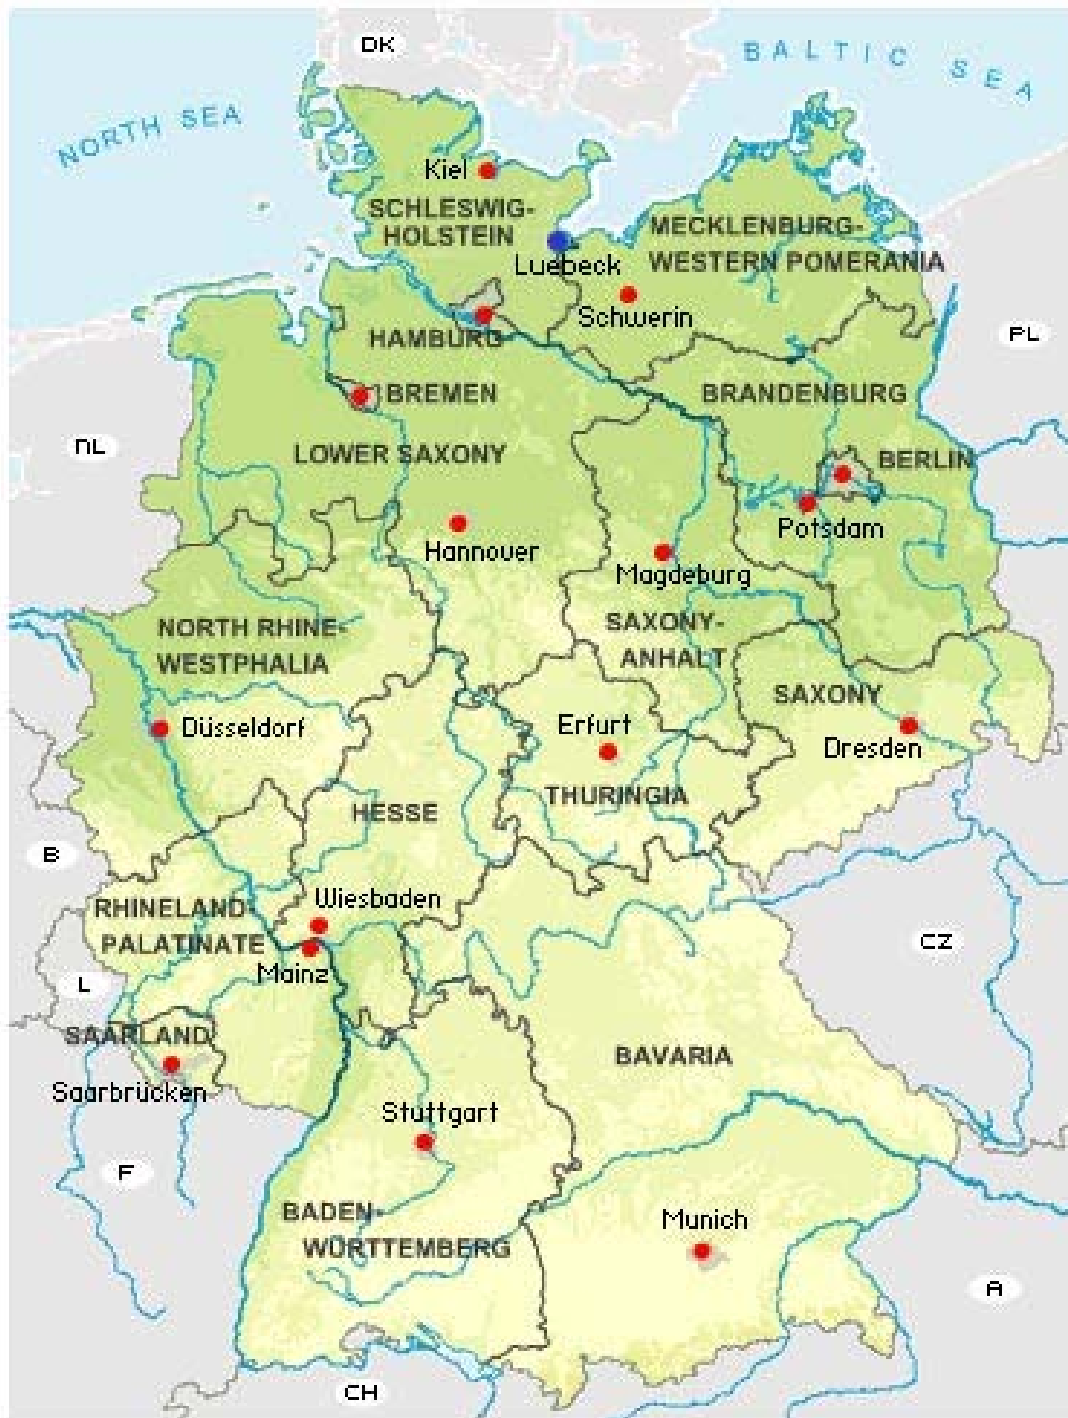 DK
BALTIC SEA
NORTH SEA
Kiel
SCHLESWIG-
HOLSTEIN
MECKLENBURG-
WESTERN POMERANIA
Luebeck
Schwerin
HAMBURG
PL
BREMEN
BRANDENBURG
NL
LOWER SAXONY
BERLIN
Potsdam
Hannover
Magdeburg
NORTH RHINE-
WESTPHALIA
SAXONY-
ANHALT
SAXONY
Düsseldorf
Erfurt
Dresden
THURINGIA
HESSE
B
Wiesbaden
RHINELAND-
PALATINATE
CZ
Mainz
L
SAARLAND
BAVARIA
Saarbrücken
Stuttgart
F
BADEN-
WÜRTTEMBERG
Munich
A
CH